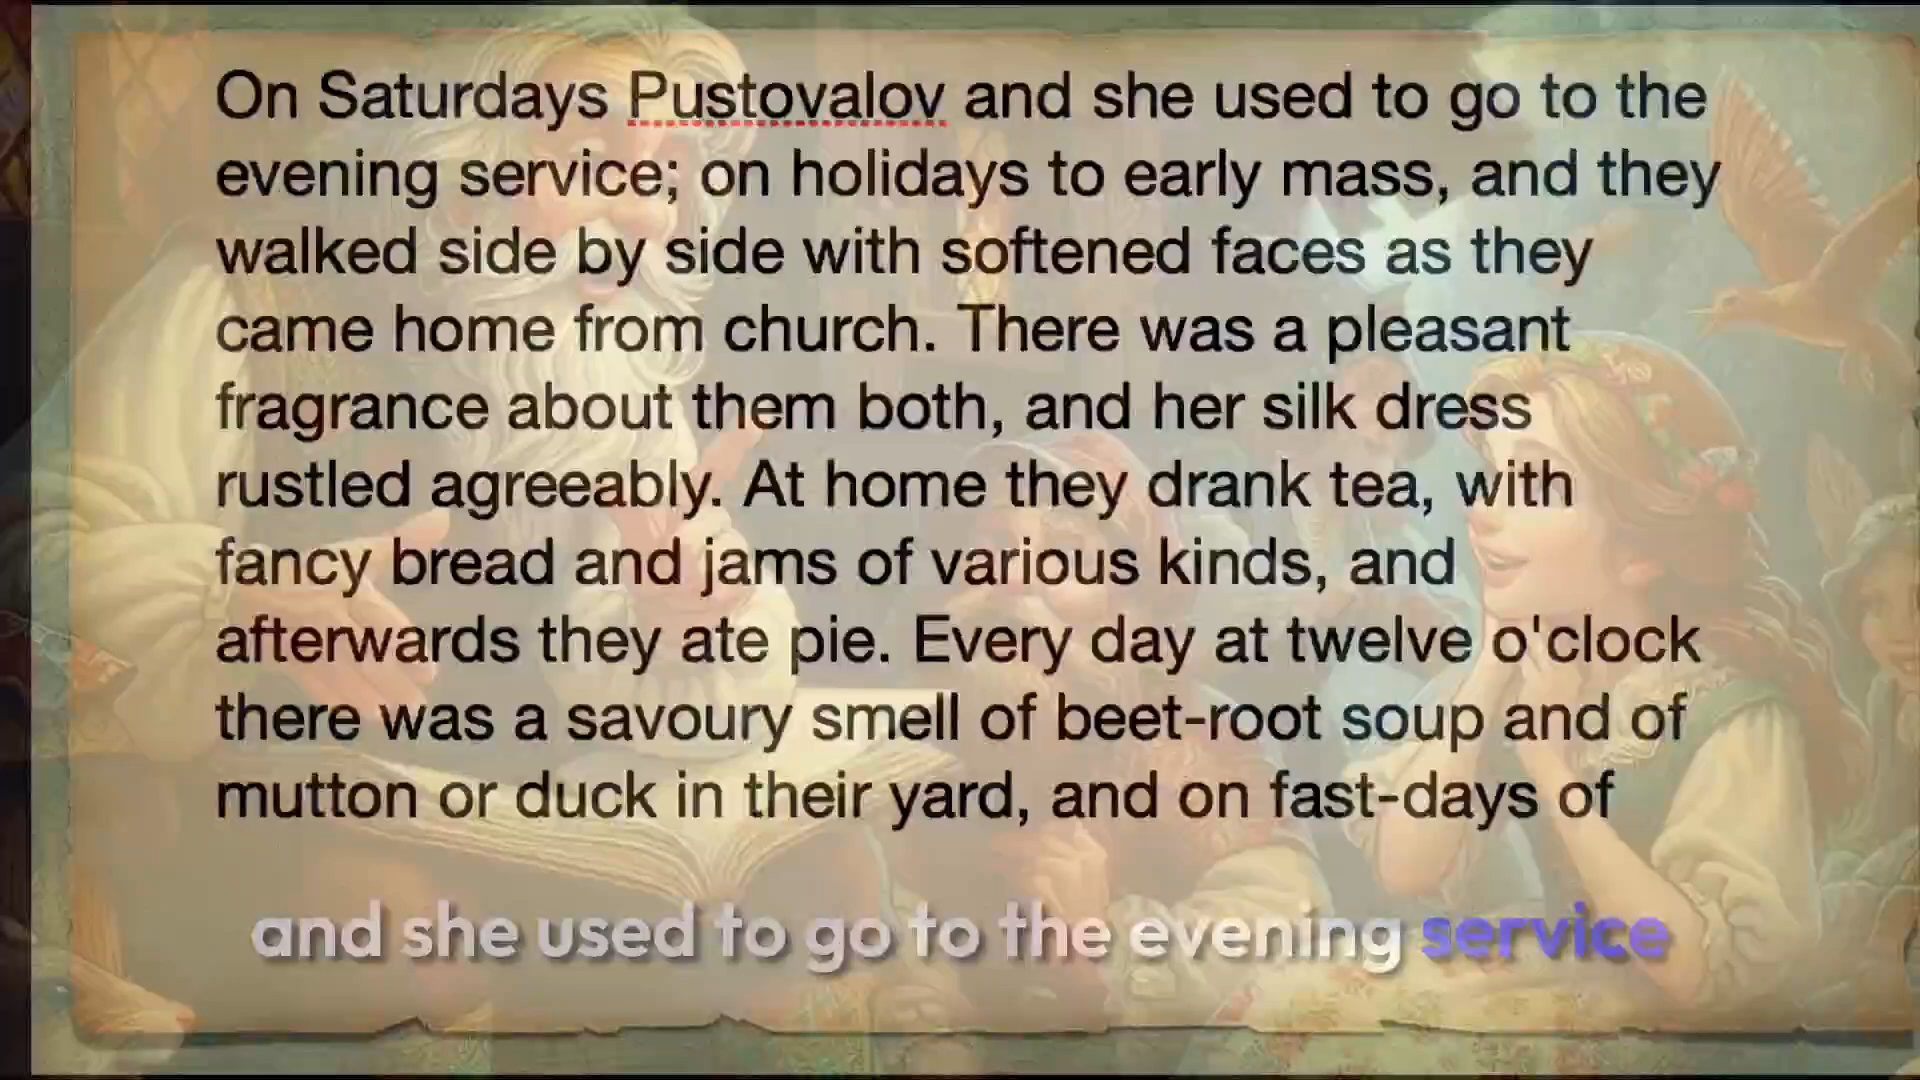 On Saturdays Pustovalov and she used to go to the
evening service; on holidays to early mass, and they
walked side by side with softened faces as they
came home from church. There was a pleasant
fragrance about them both, and her silk dress
rustled agreeably. At home they drank tea, with
fancy bread and jams of various kinds, and
afterwards they ate pie. Every day at twelve o'clock
there was a savoury smell of beet-root soup and of
mutton or duck in their yard, and on fast-days of
and she used to go to the evening service